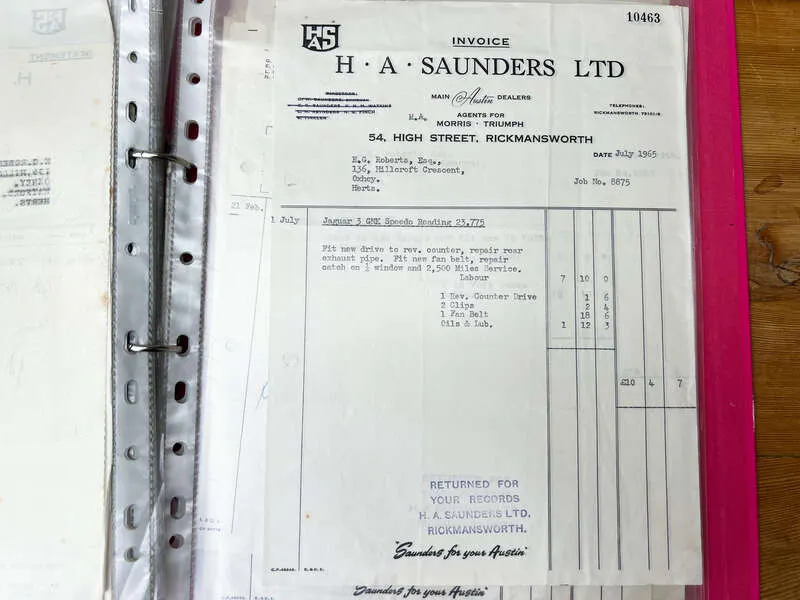 10463
HAS
INVOICE
H · A · SAUNDERS LTD
MAIN Austin DEALERS
AGENTS FOR
MORRIS · TRIUMPH
TELEPHONES:
54, HIGH STREET, RICKMANSWORTH
DATE July 1965
H.G. Roberts, Esq.,
136, Hillcroft Crescent,
Oxhey.
Herts.
Job No. 8875
21 Feb.
1 July Jaguar 3 GMK Speedo Reading 23,775
Fit new drive to rev. counter, repair rear
exhaust pipe. Fit new fan belt, repair
catch on ½ window and 2,500 Miles Service.
Labour 7 10 0
1 Rev. Counter Drive 1 6
2 Clips 2 4
1 Fan Belt 18 6
Oils & Lub. 1 12 3
£10 4 7
RETURNED FOR
YOUR RECORDS
H. A. SAUNDERS LTD.
RICKMANSWORTH.
"Saunders for your Austin"
"Saunders for your Austin"